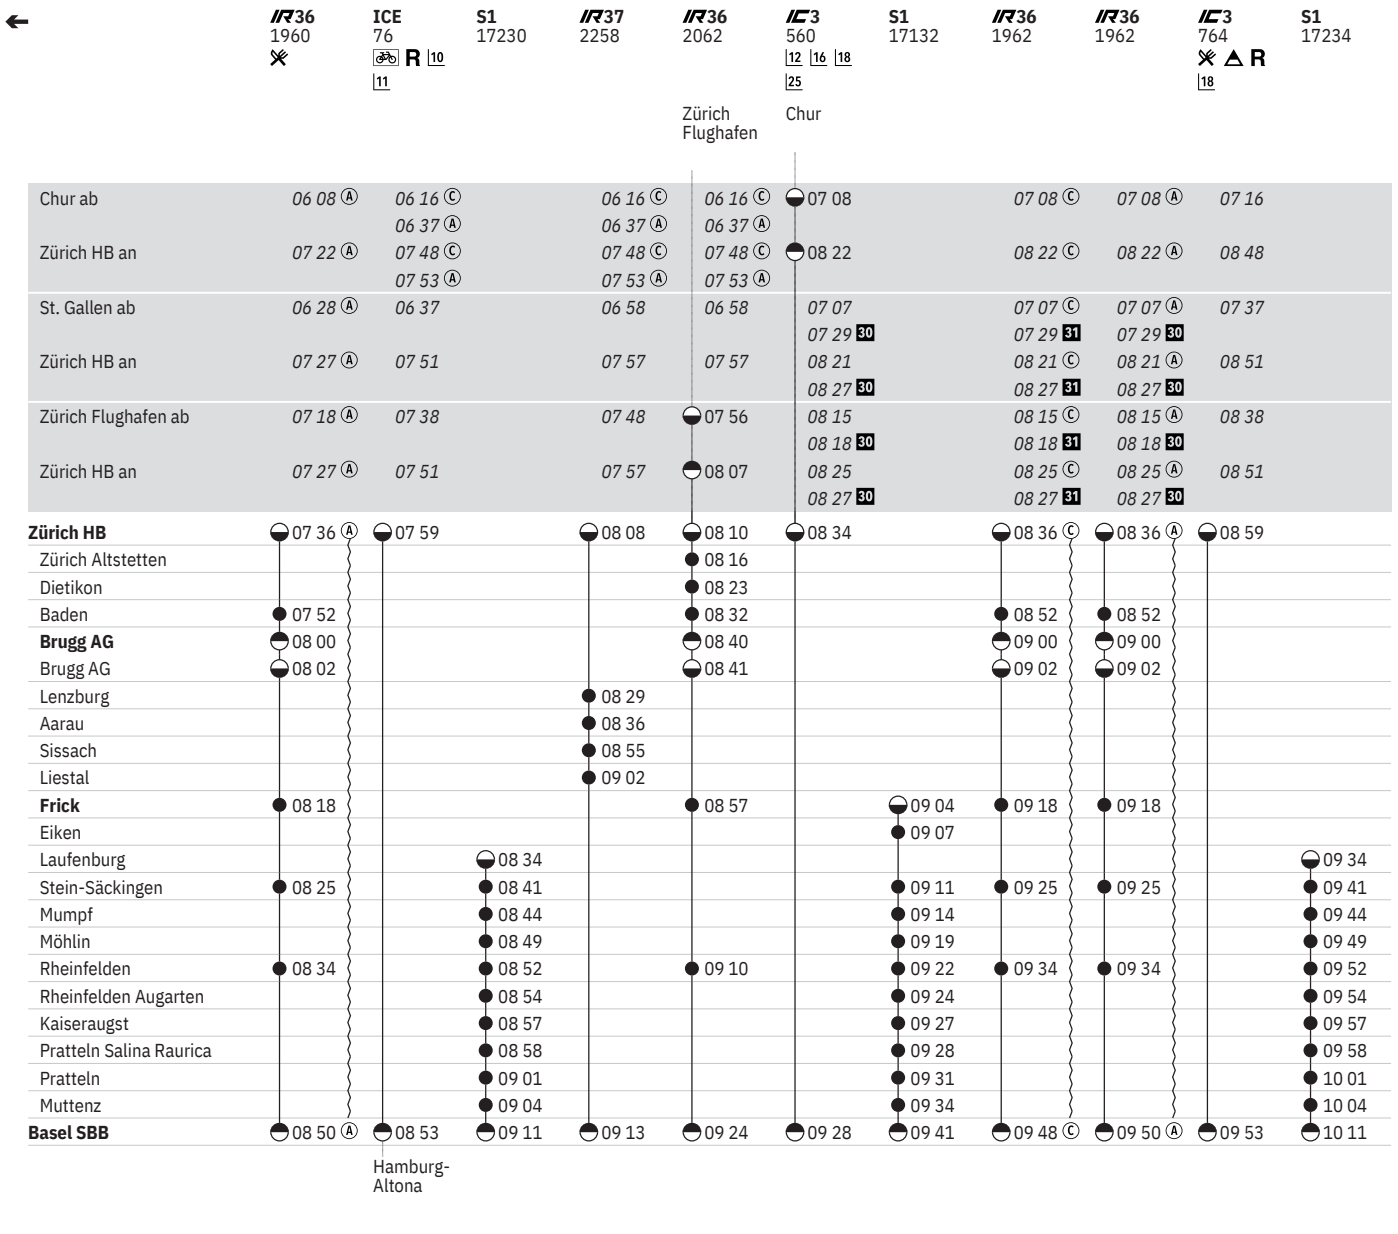 IR36 ICE S1 IR37 IR36 IC3 S1 IR36 IR36 IC3 S1
1960 76 17230 2258 2062 560 17132 1962 1962 764 17234
R 10 12 16 18 R
11 25 18
Zürich Chur
Flughafen
Chur ab 06 08 A 06 16 C 06 16 C 06 16 C 07 08 07 08 C 07 08 A 07 16
06 37 A 06 37 A 06 37 A
Zürich HB an 07 22 A 07 48 C 07 48 C 07 48 C 08 22 08 22 C 08 22 A 08 48
07 53 A 07 53 A 07 53 A
St. Gallen ab 06 28 A 06 37 06 58 06 58 07 07 07 07 C 07 07 A 07 37
07 29 30 07 29 31 07 29 30
Zürich HB an 07 27 A 07 51 07 57 07 57 08 21 08 21 C 08 21 A 08 51
08 27 30 08 27 31 08 27 30
Zürich Flughafen ab 07 18 A 07 38 07 48 07 56 08 15 08 15 C 08 15 A 08 38
08 18 30 08 18 31 08 18 30
Zürich HB an 07 27 A 07 51 07 57 08 07 08 25 08 25 C 08 25 A 08 51
08 27 30 08 27 31 08 27 30
Zürich HB 07 36 A 07 59 08 08 08 10 08 34 08 36 C 08 36 A 08 59
Zürich Altstetten 08 16
Dietikon 08 23
Baden 07 52 08 32 08 52 08 52
Brugg AG 08 00 08 40 09 00 09 00
Brugg AG 08 02 08 41 09 02 09 02
Lenzburg 08 29
Aarau 08 36
Sissach 08 55
Liestal 09 02
Frick 08 18 08 57 09 04 09 18 09 18
Eiken 09 07
Laufenburg 08 34 09 34
Stein-Säckingen 08 25 08 41 09 11 09 25 09 25 09 41
Mumpf 08 44 09 14 09 44
Möhlin 08 49 09 19 09 49
Rheinfelden 08 34 08 52 09 10 09 22 09 34 09 34 09 52
Rheinfelden Augarten 08 54 09 24 09 54
Kaiseraugst 08 57 09 27 09 57
Pratteln Salina Raurica 08 58 09 28 09 58
Pratteln 09 01 09 31 10 01
Muttenz 09 04 09 34 10 04
Basel SBB 08 50 A 08 53 09 11 09 13 09 24 09 28 09 41 09 48 C 09 50 A 09 53 10 11
Hamburg-
Altona